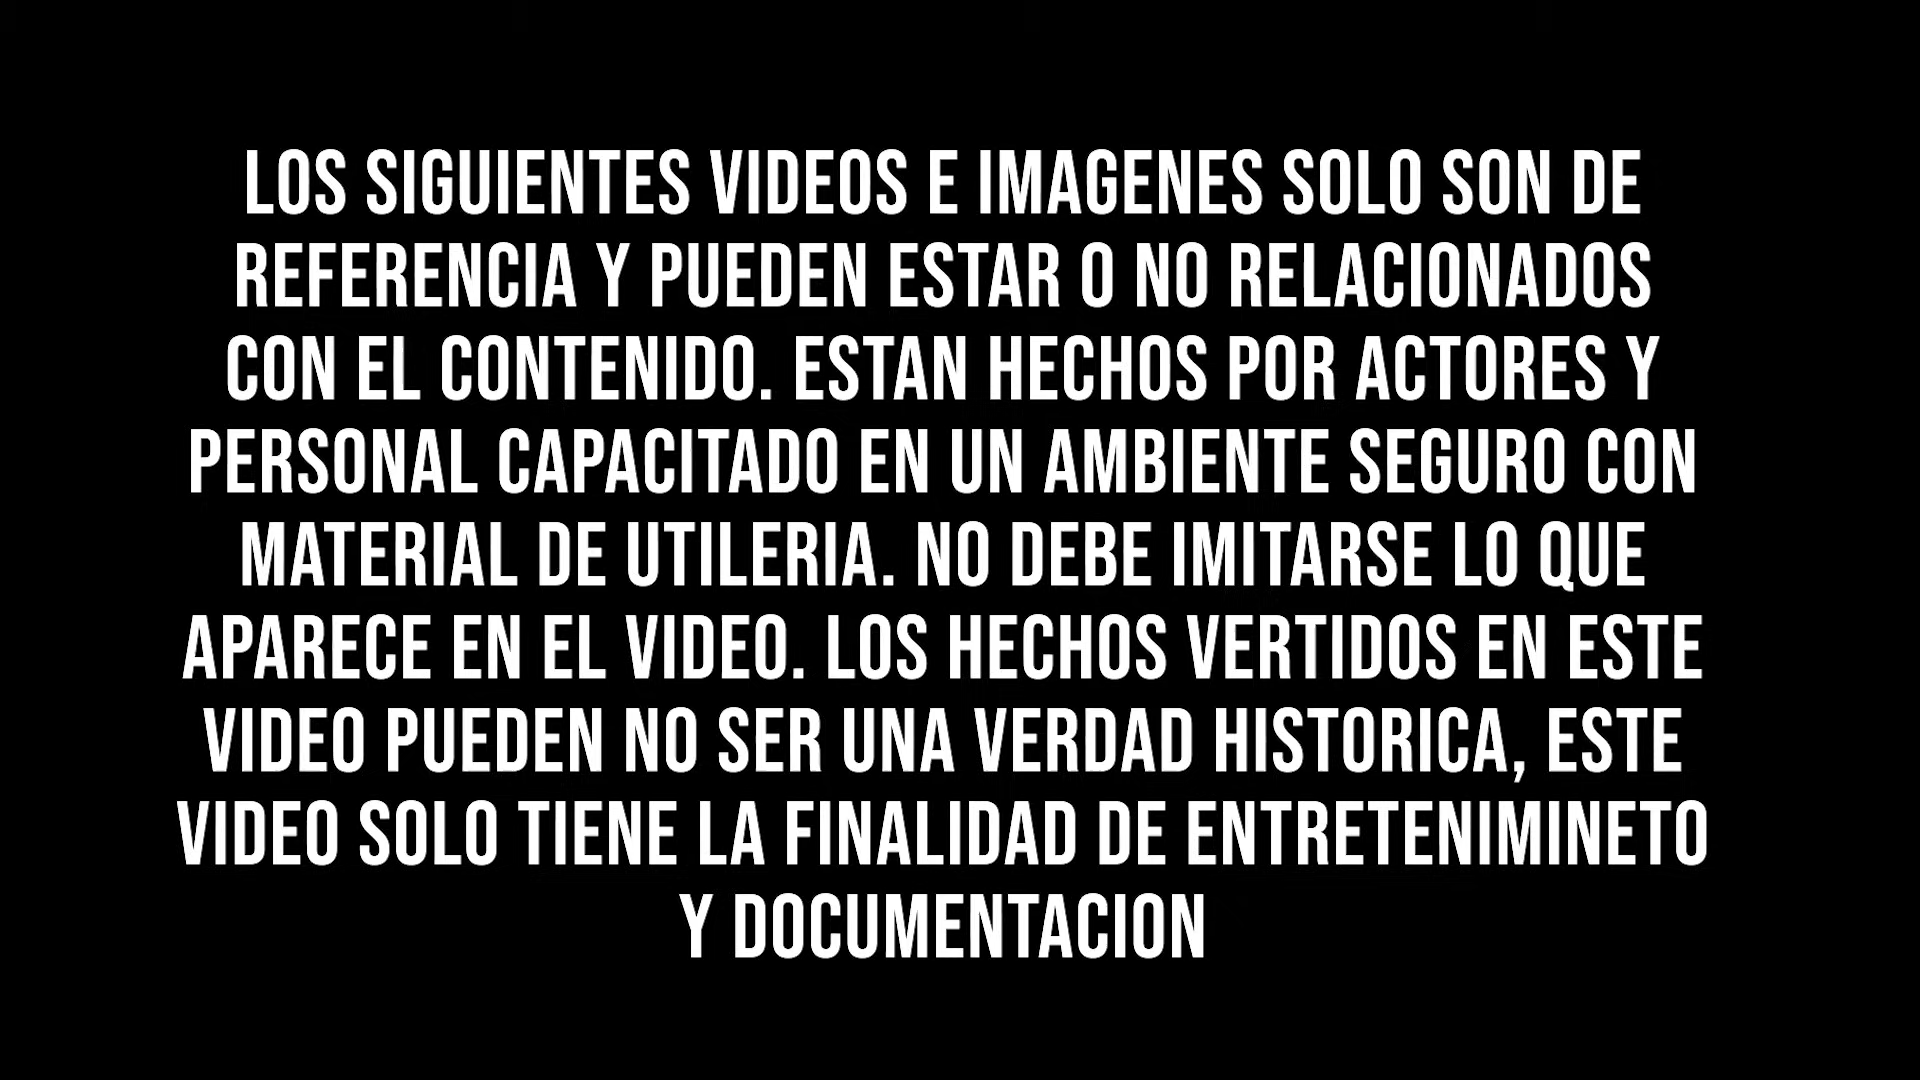 LOS SIGUIENTES VIDEOS E IMAGENES SOLO SON DE
REFERENCIA Y PUEDEN ESTAR O NO RELACIONADOS
CON EL CONTENIDO. ESTAN HECHOS POR ACTORES Y
PERSONAL CAPACITADO EN UN AMBIENTE SEGURO CON
MATERIAL DE UTILERIA. NO DEBE IMITARSE LO QUE
APARECE EN EL VIDEO. LOS HECHOS VERTIDOS EN ESTE
VIDEO PUEDEN NO SER UNA VERDAD HISTORICA, ESTE
VIDEO SOLO TIENE LA FINALIDAD DE ENTRETENIMINETO
Y DOCUMENTACION